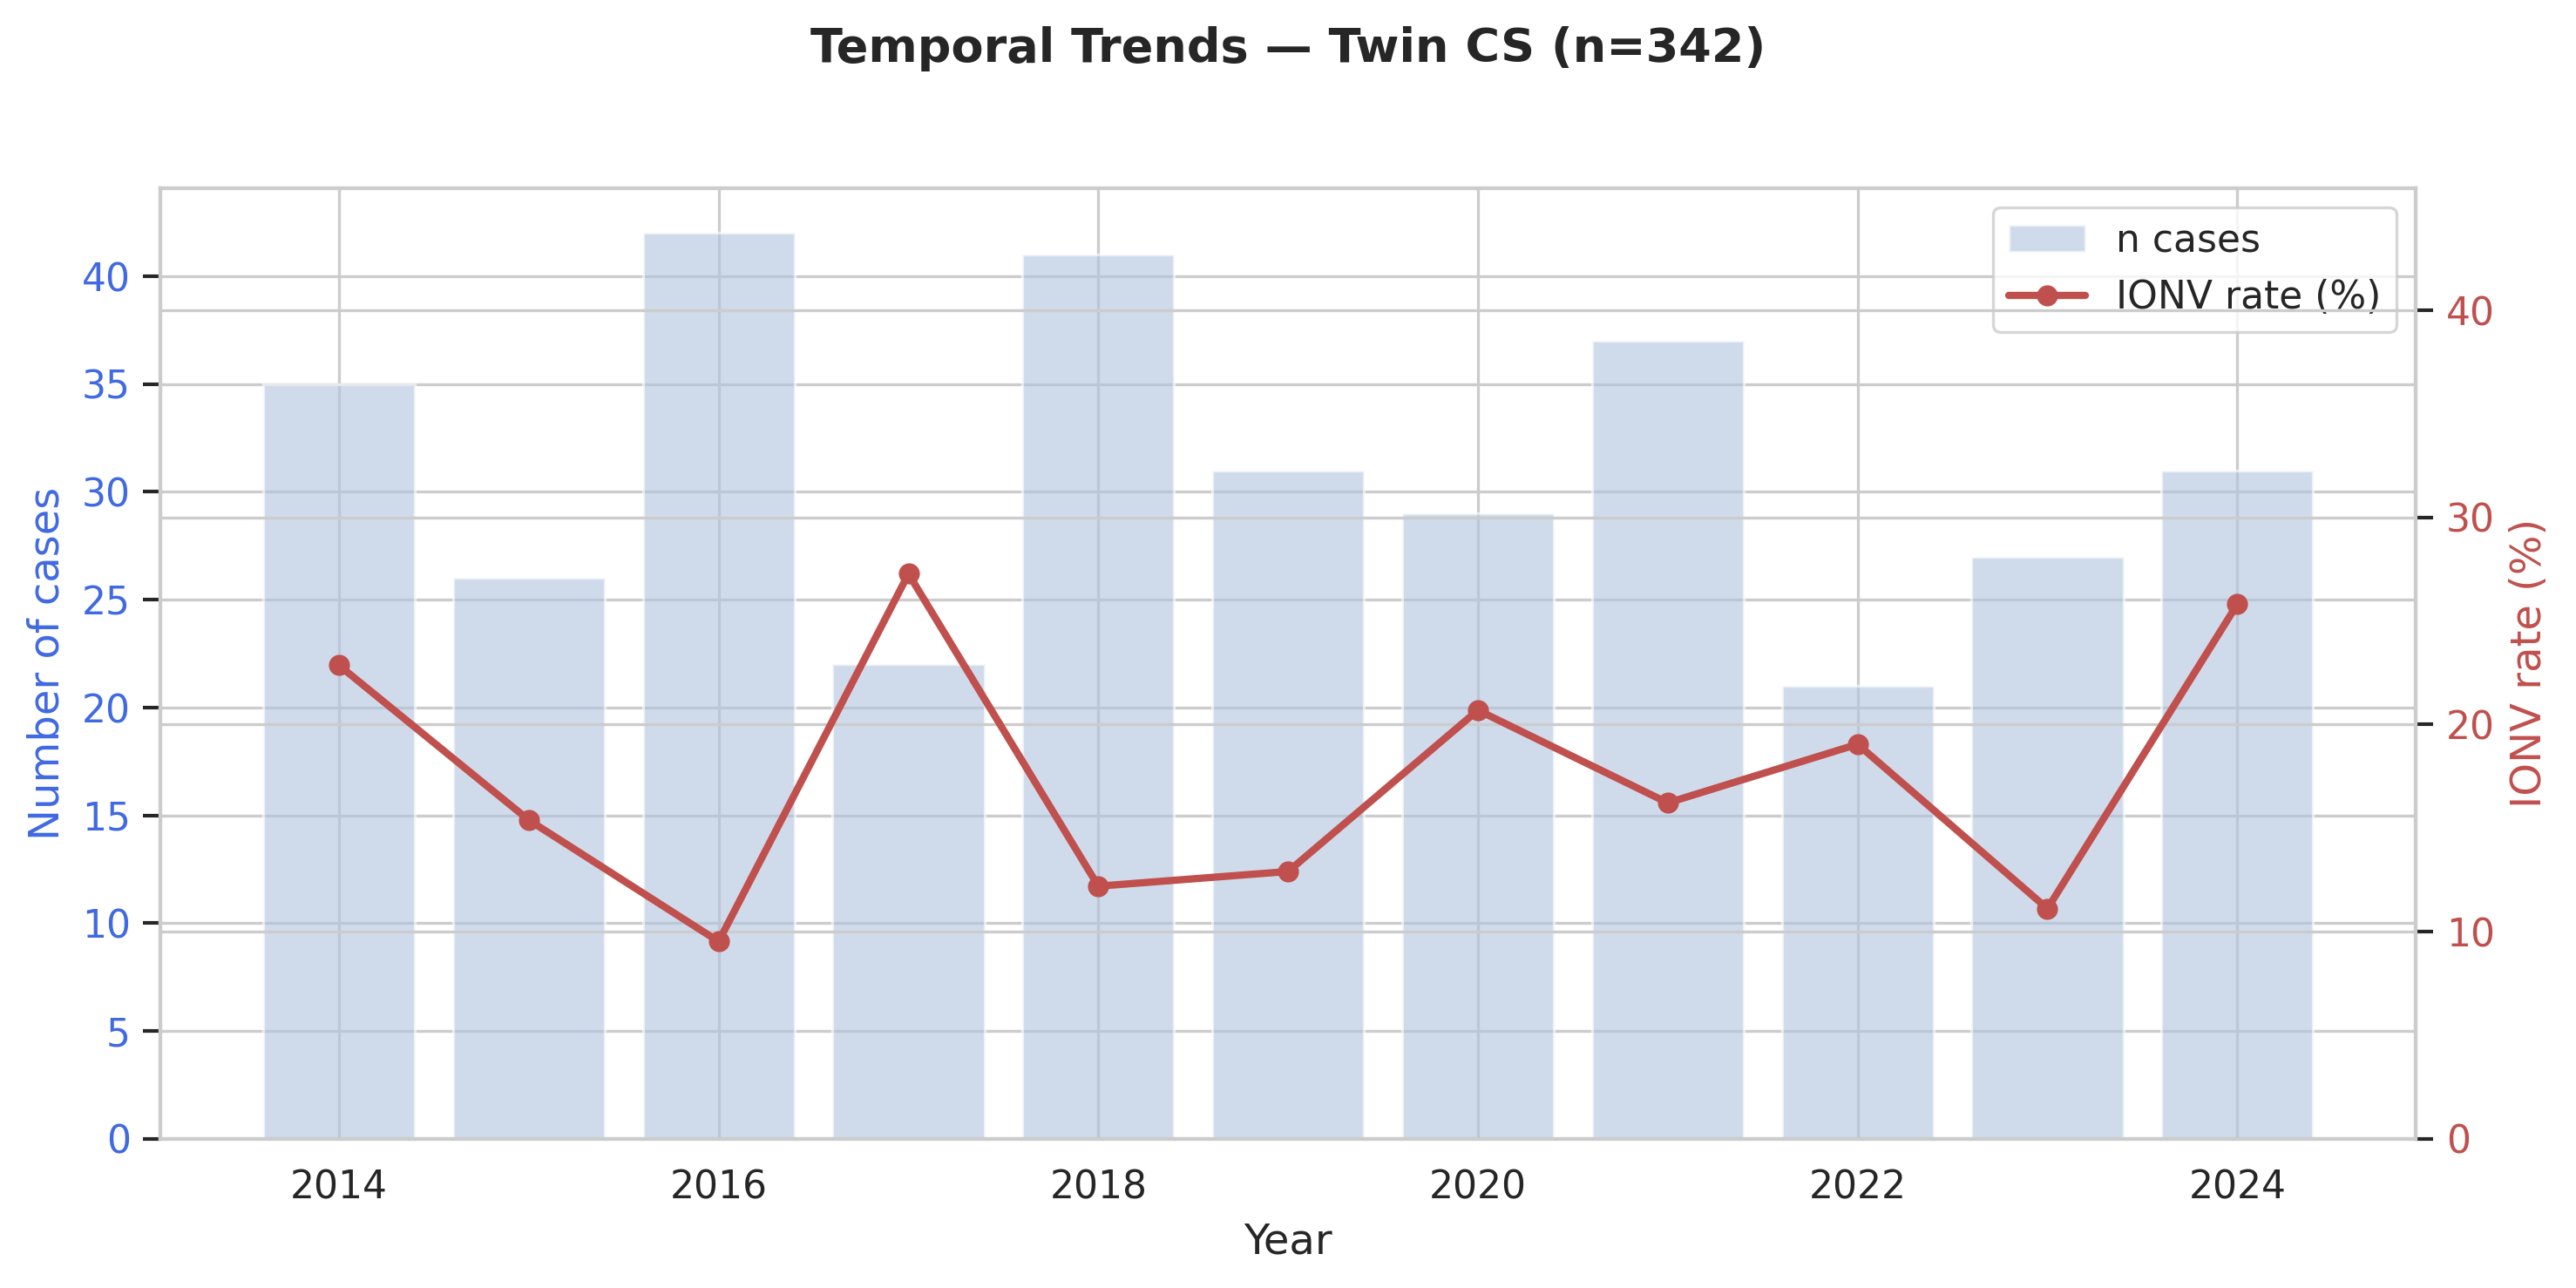 Temporal Trends — Twin CS (n=342)
n cases
IONV rate (%)
Number of cases
40
35
30
25
20
15
10
5
0
40
30
20
10
0
IONV rate (%)
2014 2016 2018 2020 2022 2024
Year